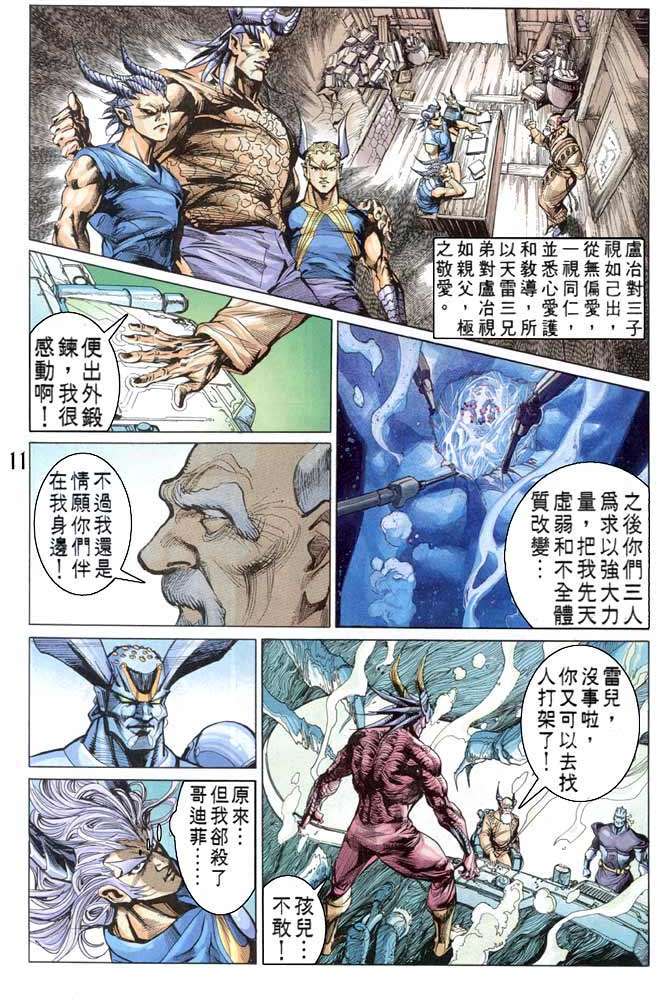 盧冶對三子
視如己出，
從無偏愛，
一視同仁，
並悉心愛護
和教導，所
以天雷三兄
弟對盧冶視
如親父，極
之敬愛。
之後你們三人
為求以強大力
量，把我先天
虛弱和不全體
質改變…
便出外鍛
鍊，我很
感動啊！
不過我還是
情願你們伴
在我身邊！
11
雷兒，
沒事啦，
你又可以去找
人打架了！
孩兒…
不敢！
原來…
但我卻殺了
哥迪菲……